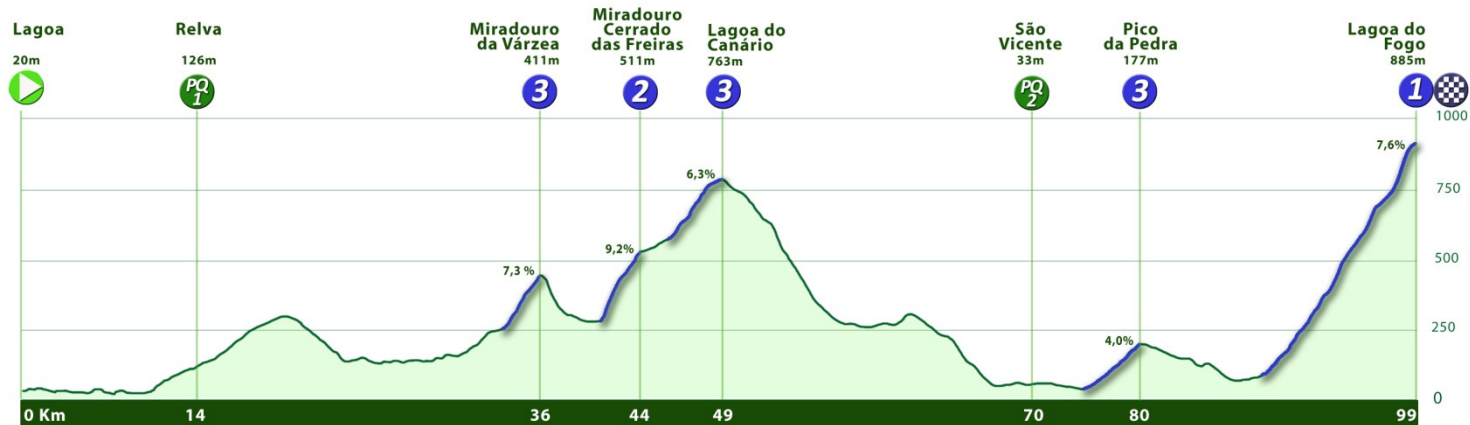 Lagoa
20m
Relva
126m
PQ
1
Miradouro
da Várzea
411m
3
Miradouro
Cerrado
das Freiras
511m
2
Lagoa do
Canário
763m
3
São
Vicente
33m
PQ
2
Pico
da Pedra
177m
3
Lagoa do
Fogo
885m
1
1000
7,6%
6,3%
750
9,2%
500
7,3 %
250
4,0%
0
0 Km
14
36
44
49
70
80
99